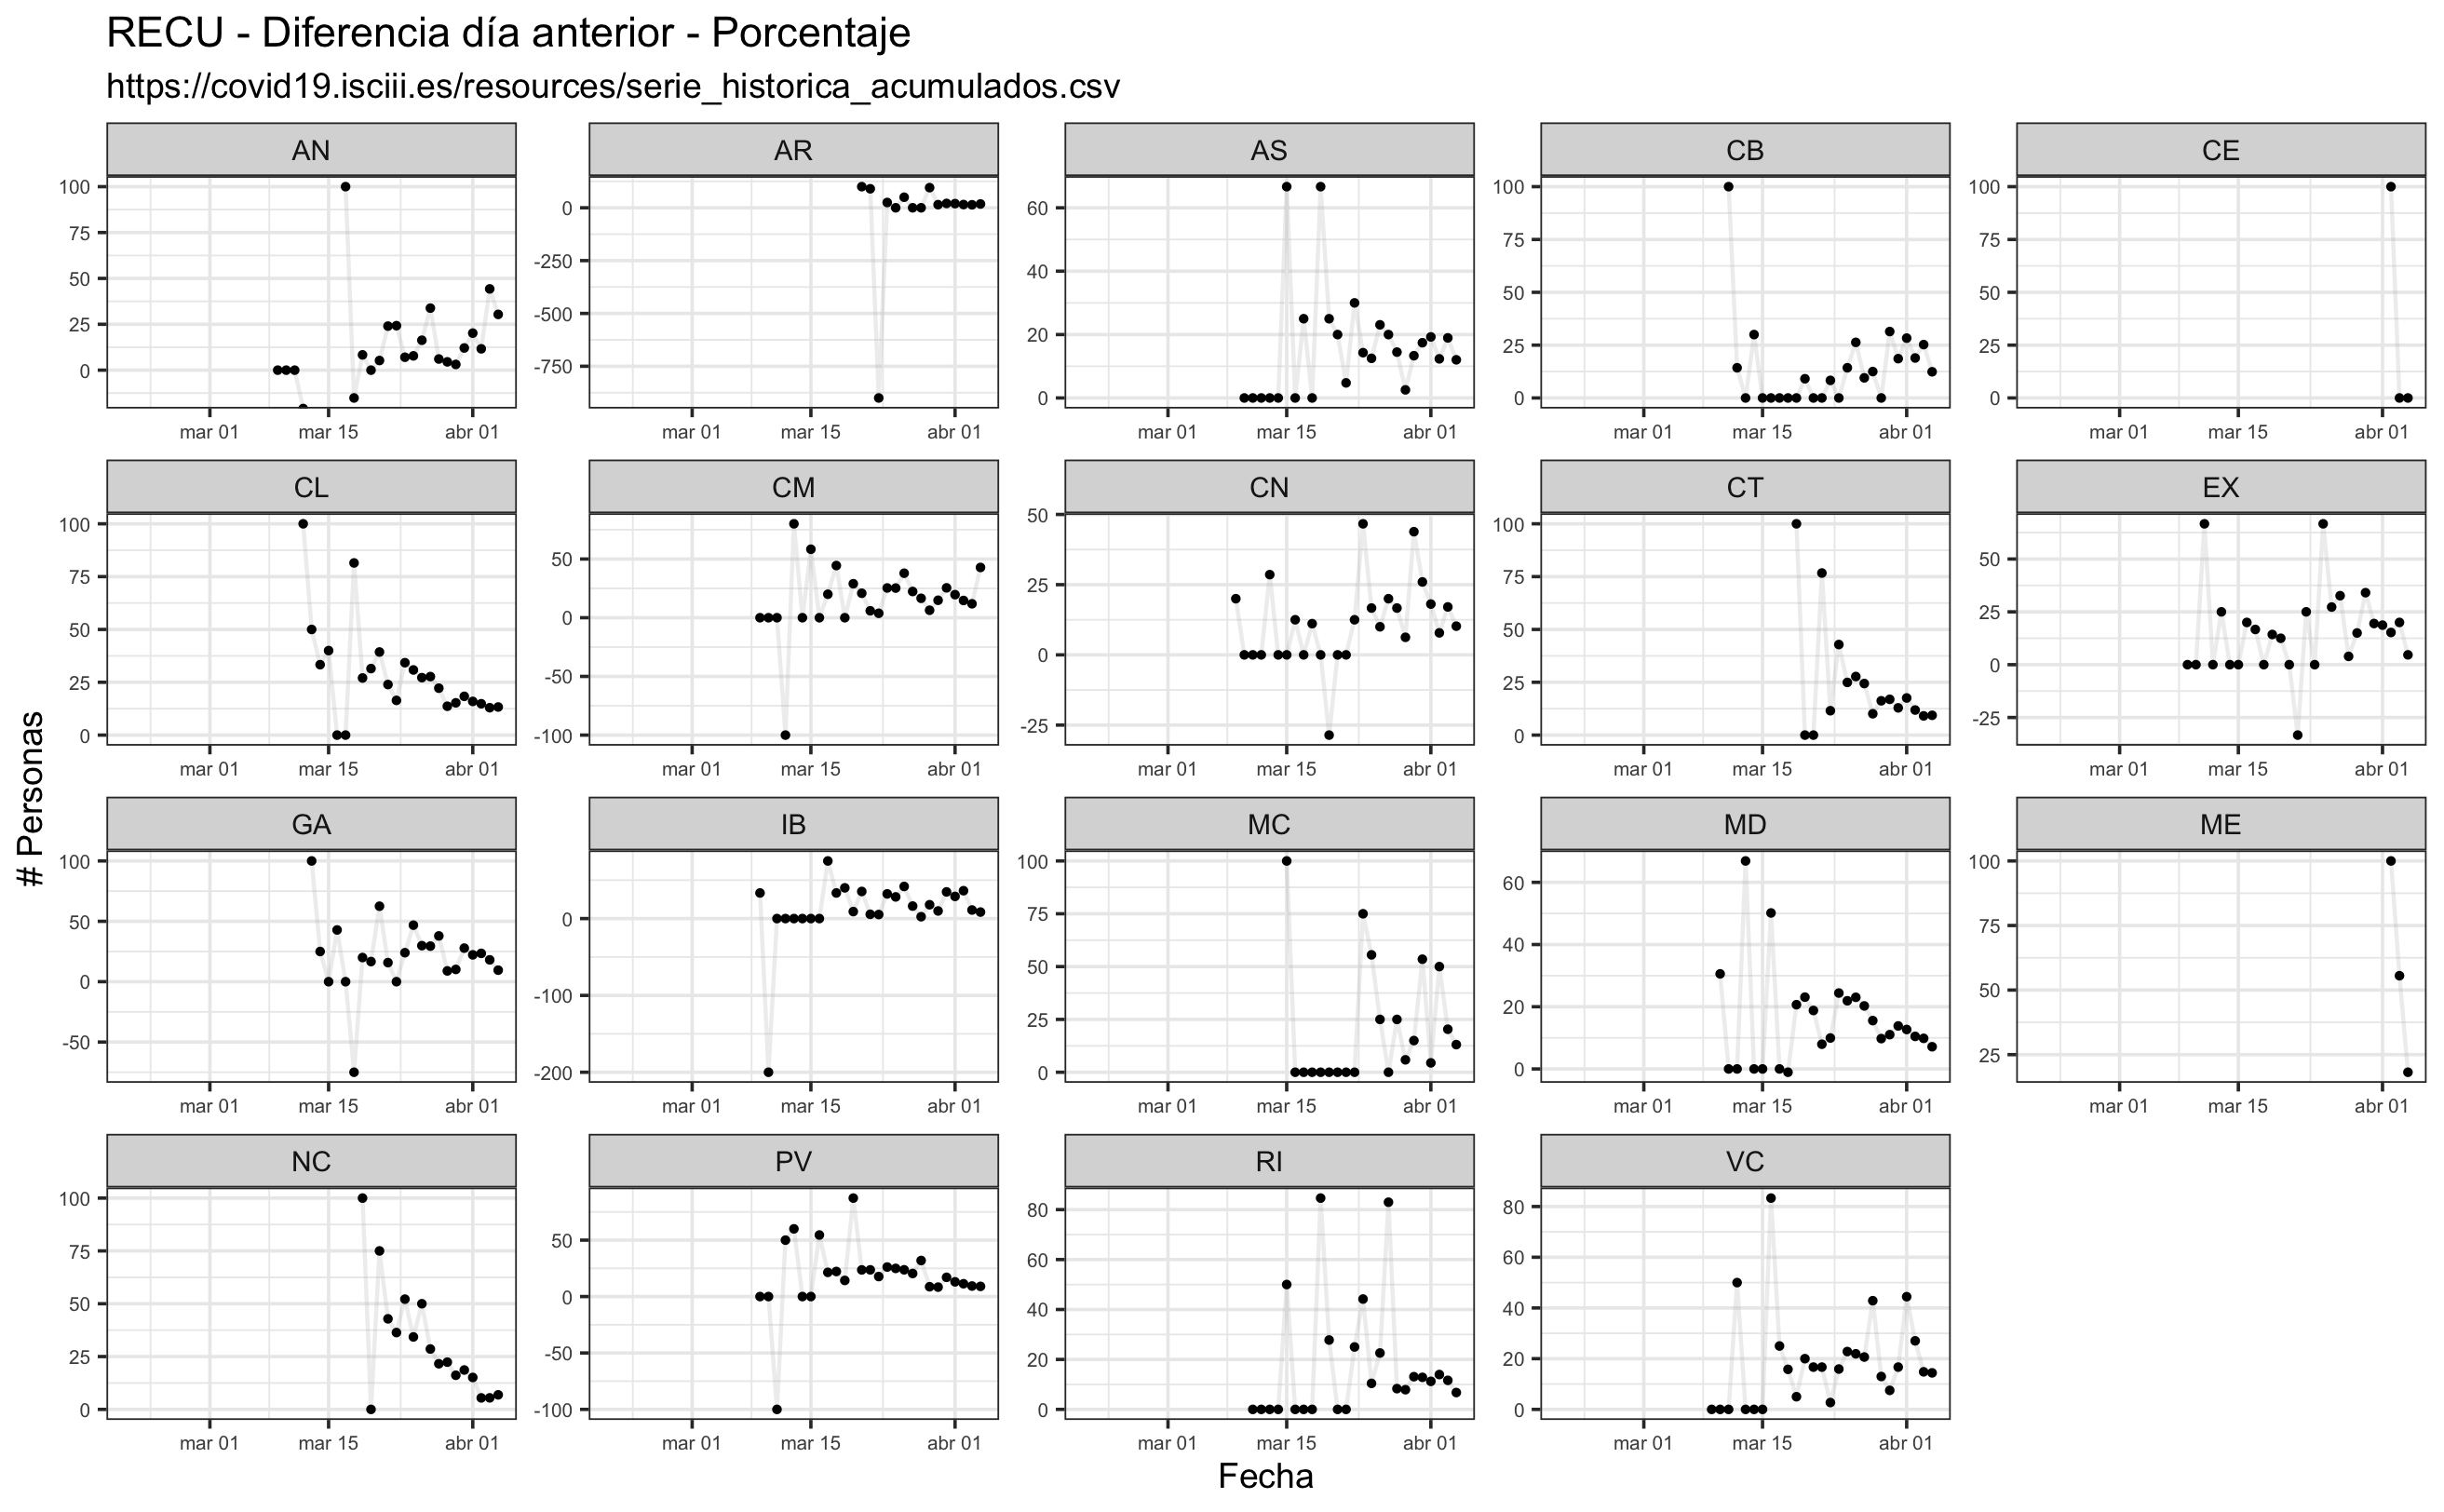 RECU - Diferencia día anterior - Porcentaje
https://covid19.isciii.es/resources/serie_historica_acumulados.csv
# Personas
AN
100
75
50
25
0
mar 01 mar 15 abr 01
AR
0
-250
-500
-750
mar 01 mar 15 abr 01
AS
60
40
20
0
mar 01 mar 15 abr 01
CB
100
75
50
25
0
mar 01 mar 15 abr 01
CE
100
75
50
25
0
mar 01 mar 15 abr 01
CL
100
75
50
25
0
mar 01 mar 15 abr 01
CM
50
0
-50
-100
mar 01 mar 15 abr 01
CN
50
25
0
-25
mar 01 mar 15 abr 01
CT
100
75
50
25
0
mar 01 mar 15 abr 01
EX
50
25
0
-25
mar 01 mar 15 abr 01
GA
100
50
0
-50
mar 01 mar 15 abr 01
IB
0
-100
-200
mar 01 mar 15 abr 01
MC
100
75
50
25
0
mar 01 mar 15 abr 01
MD
60
40
20
0
mar 01 mar 15 abr 01
ME
100
75
50
25
mar 01 mar 15 abr 01
NC
100
75
50
25
0
mar 01 mar 15 abr 01
PV
50
0
-50
-100
mar 01 mar 15 abr 01
RI
80
60
40
20
0
mar 01 mar 15 abr 01
VC
80
60
40
20
0
mar 01 mar 15 abr 01
Fecha